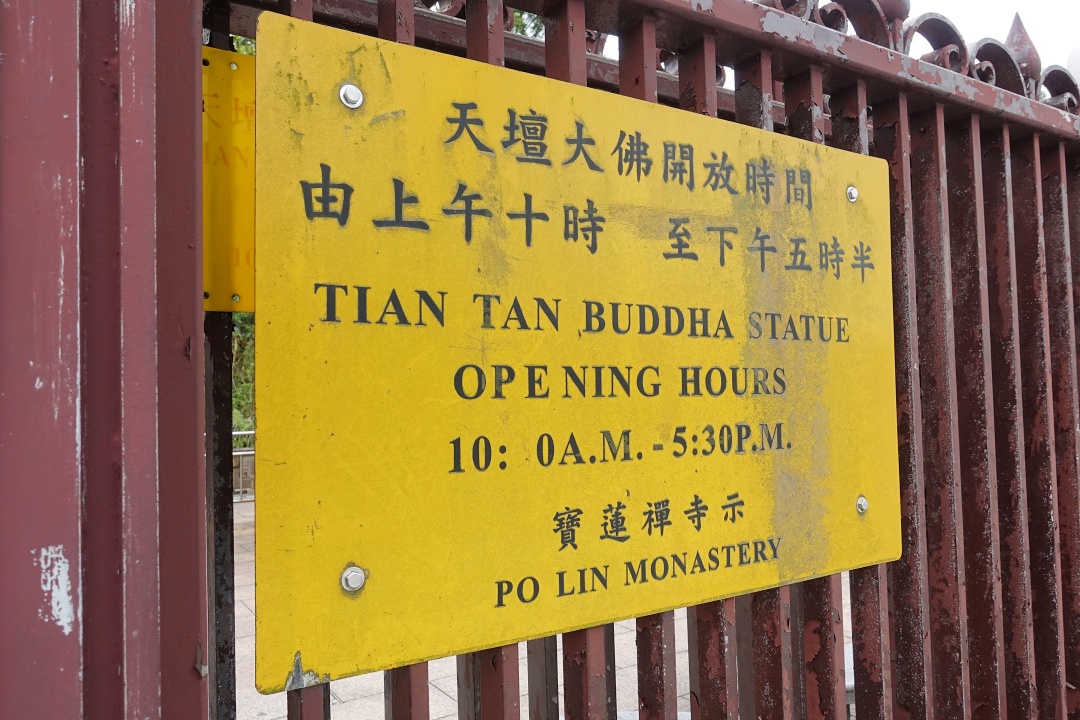 天壇大佛開放時間
由上午十時 至下午五時半
TIAN TAN BUDDHA STATUE
OPENING HOURS
10: 0A.M. - 5:30P.M.
寶蓮禪寺示
PO LIN MONASTERY